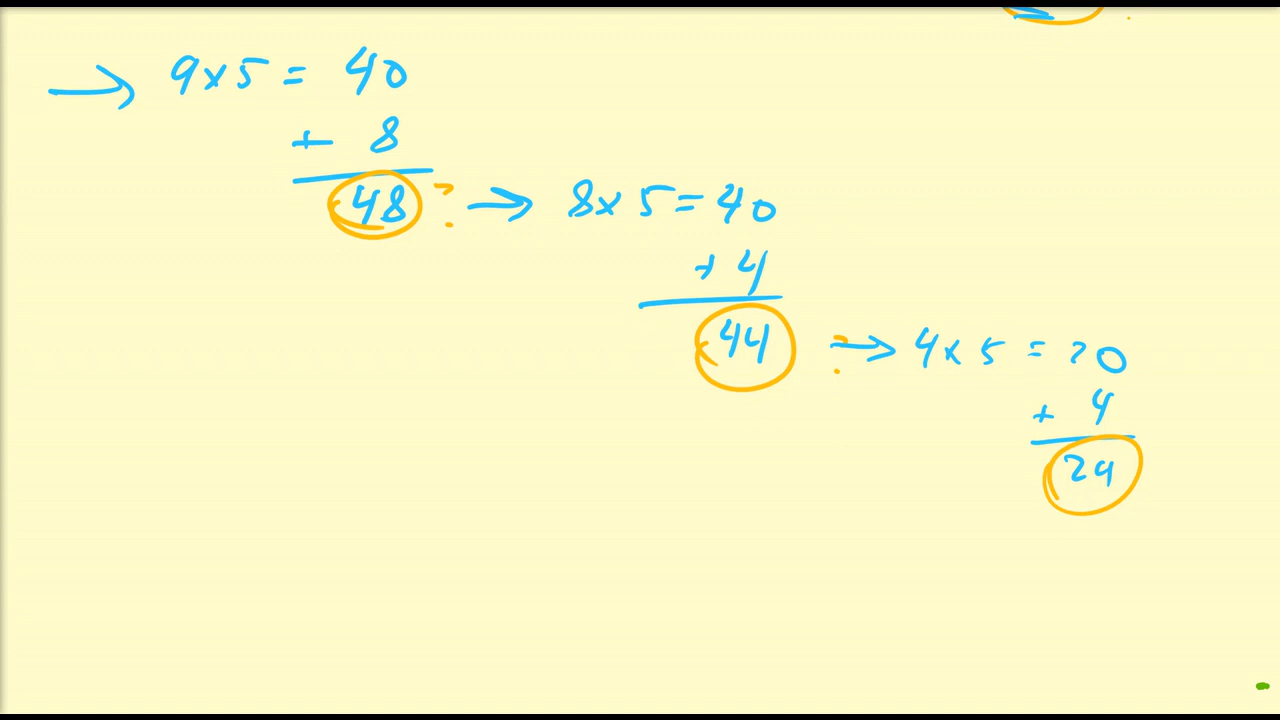 → 9x5 = 40
+ 8
48 ? → 8x5=40
+ 4
44 ? → 4x5 = 20
+ 4
24